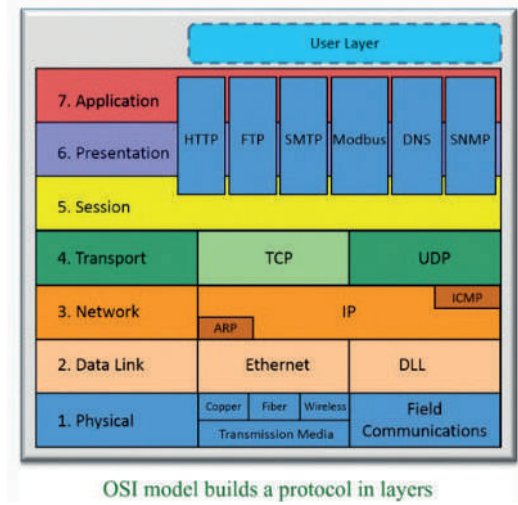 User Layer
7. Application
HTTP FTP SMTP Modbus DNS SNMP
6. Presentation
5. Session
4. Transport TCP UDP
ICMP
3. Network IP
ARP
2. Data Link Ethernet DLL
Copper Fiber Wireless Field
1. Physical
Transmission Media Communications
OSI model builds a protocol in layers